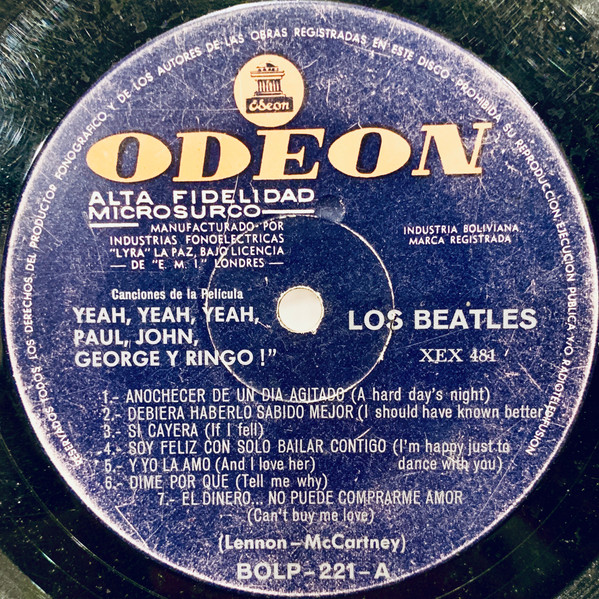 RESERVADOS TODOS LOS DERECHOS DEL PRODUCTOR FONOGRAFICO Y DE LOS AUTORES DE LAS OBRAS REGISTRADAS EN ESTE DISCO. PROHIBIDA SU REPRODUCCION, EJECUCION PUBLICA Y/O RADIOTELEDIFUSION
Odeon
ODEON
ALTA FIDELIDAD
MICROSURCO
MANUFACTURADO POR
INDUSTRIAS FONOELECTRICAS
"LYRA" LA PAZ, BAJO LICENCIA
— DE "E. M. I." LONDRES —
INDUSTRIA BOLIVIANA
MARCA REGISTRADA
Canciones de la Película
YEAH, YEAH, YEAH,
PAUL, JOHN,
GEORGE Y RINGO !"
LOS BEATLES
XEX 481
1.- ANOCHECER DE UN DIA AGITADO (A hard day's night)
2.- DEBIERA HABERLO SABIDO MEJOR (I should have known better)
3.- SI CAYERA (If I fell)
4.- SOY FELIZ CON SOLO BAILAR CONTIGO (I'm happy just to
dance with you)
5.- Y YO LA AMO (And I love her)
6.- DIME POR QUE (Tell me why)
7.- EL DINERO... NO PUEDE COMPRARME AMOR
(Can't buy me love)
(Lennon - McCartney)
BOLP - 221 - A